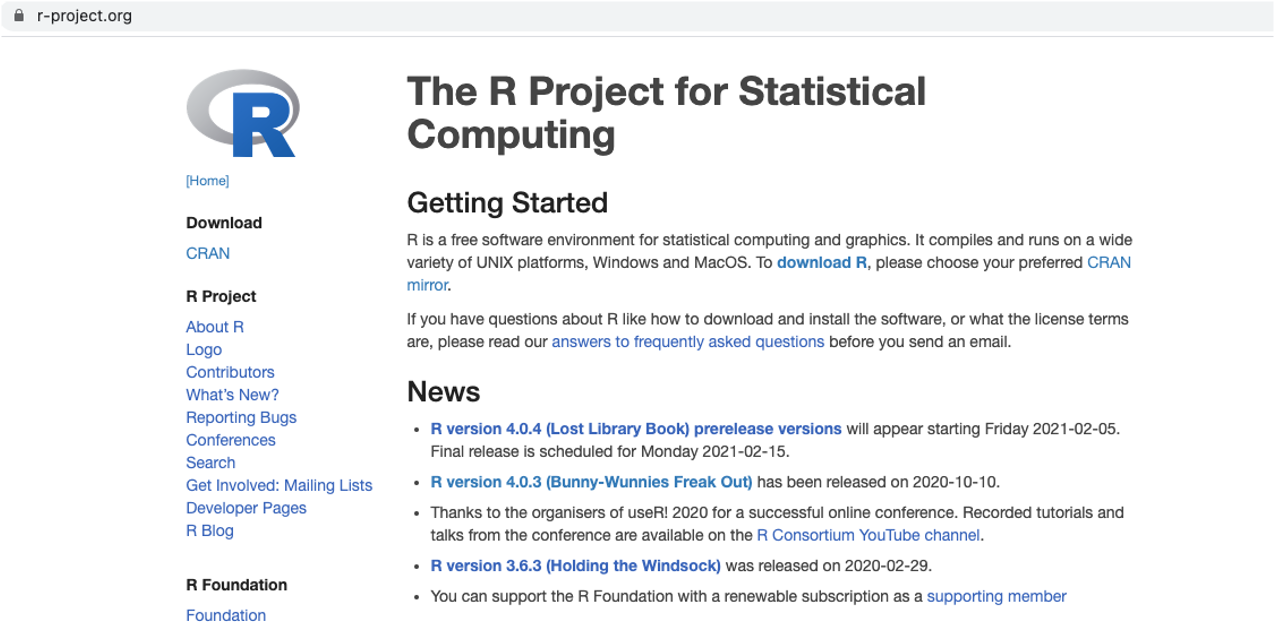 r-project.org
R
[Home]
Download
CRAN
R Project
About R
Logo
Contributors
What's New?
Reporting Bugs
Conferences
Search
Get Involved: Mailing Lists
Developer Pages
R Blog
R Foundation
Foundation
The R Project for Statistical
Computing
Getting Started
R is a free software environment for statistical computing and graphics. It compiles and runs on a wide
variety of UNIX platforms, Windows and MacOS. To download R, please choose your preferred CRAN
mirror.
If you have questions about R like how to download and install the software, or what the license terms
are, please read our answers to frequently asked questions before you send an email.
News
• R version 4.0.4 (Lost Library Book) prerelease versions will appear starting Friday 2021-02-05.
Final release is scheduled for Monday 2021-02-15.
• R version 4.0.3 (Bunny-Wunnies Freak Out) has been released on 2020-10-10.
• Thanks to the organisers of useR! 2020 for a successful online conference. Recorded tutorials and
talks from the conference are available on the R Consortium YouTube channel.
• R version 3.6.3 (Holding the Windsock) was released on 2020-02-29.
• You can support the R Foundation with a renewable subscription as a supporting member